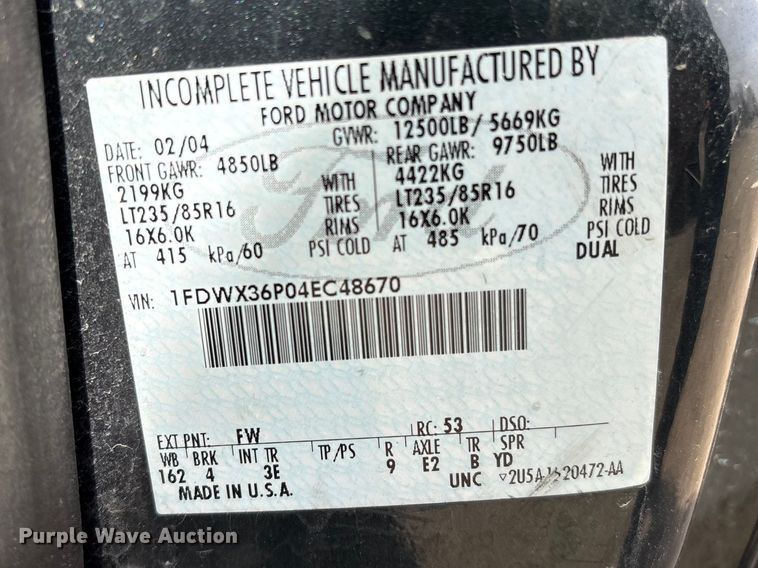 INCOMPLETE VEHICLE MANUFACTURED BY
FORD MOTOR COMPANY
DATE: 02/04 GVWR: 12500LB/ 5669KG
FRONT GAWR: 4850LB REAR GAWR: 9750LB
2199KG WITH 4422KG WITH
LT235/85R16 TIRES LT235/85R16 TIRES
16X6.0K RIMS 16X6.0K RIMS
AT 415 kPa/60 PSI COLD AT 485 kPa/70 PSI COLD
DUAL
Ford
VIN: 1FDWX36P04EC48670
EXT PNT: FW RC: 53 DSO:
WB BRK INT TR TP/PS R AXLE TR SPR
162 4 3E 9 E2 B YD
MADE IN U.S.A. UNC
Purple Wave Auction